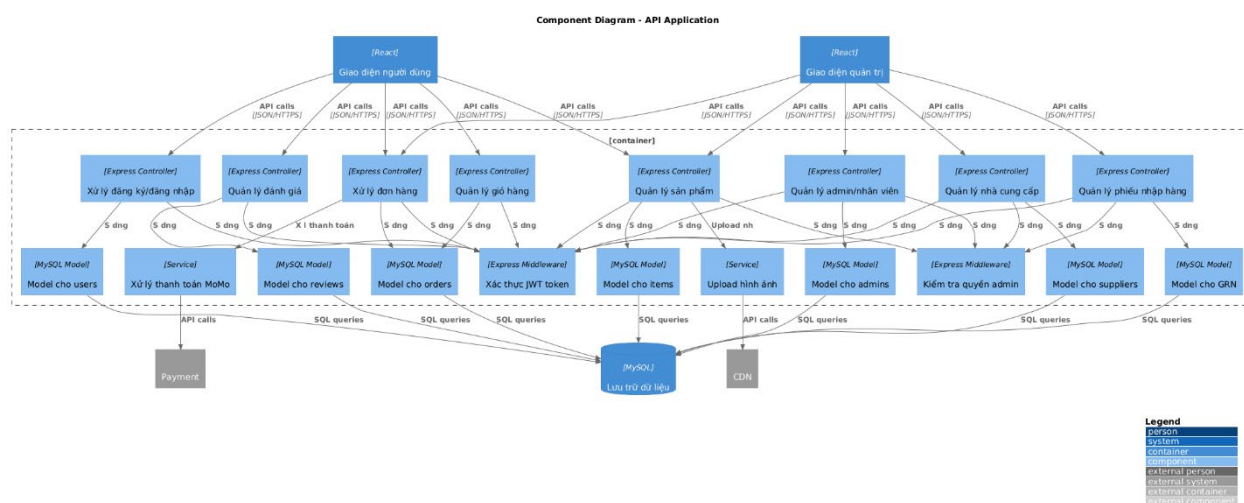 Component Diagram - API Application
[React]
Giao diện người dùng
[React]
Giao diện quản trị
API calls
[JSON/HTTPS]
API calls
[JSON/HTTPS]
API calls
[JSON/HTTPS]
API calls
[JSON/HTTPS]
API calls
[JSON/HTTPS]
API calls
[JSON/HTTPS]
API calls
[JSON/HTTPS]
API calls
[JSON/HTTPS]
API calls
[JSON/HTTPS]
API calls
[JSON/HTTPS]
[container]
[Express Controller]
Xử lý đăng ký/đăng nhập
[Express Controller]
Quản lý đánh giá
[Express Controller]
Xử lý đơn hàng
[Express Controller]
Quản lý giỏ hàng
[Express Controller]
Quản lý sản phẩm
[Express Controller]
Quản lý admin/nhân viên
[Express Controller]
Quản lý nhà cung cấp
[Express Controller]
Quản lý phiếu nhập hàng
S dng
S dng
S dng
X l thanh toán
S dng
S dng
S dng
S dng
S dng
S dng
S dng
Upload nh
S dng
S dng
S dng
S dng
S dng
S dng
S dng
S dng
[MySQL Model]
Model cho users
[Service]
Xử lý thanh toán MoMo
[MySQL Model]
Model cho reviews
[MySQL Model]
Model cho orders
[Express Middleware]
Xác thực JWT token
[MySQL Model]
Model cho items
[Service]
Upload hình ảnh
[MySQL Model]
Model cho admins
[Express Middleware]
Kiểm tra quyền admin
[MySQL Model]
Model cho suppliers
[MySQL Model]
Model cho GRN
API calls
SQL queries
SQL queries
SQL queries
SQL queries
API calls
SQL queries
SQL queries
SQL queries
Payment
[MySQL]
Lưu trữ dữ liệu
CDN
Legend
person
system
container
component
external person
external system
external container
external component